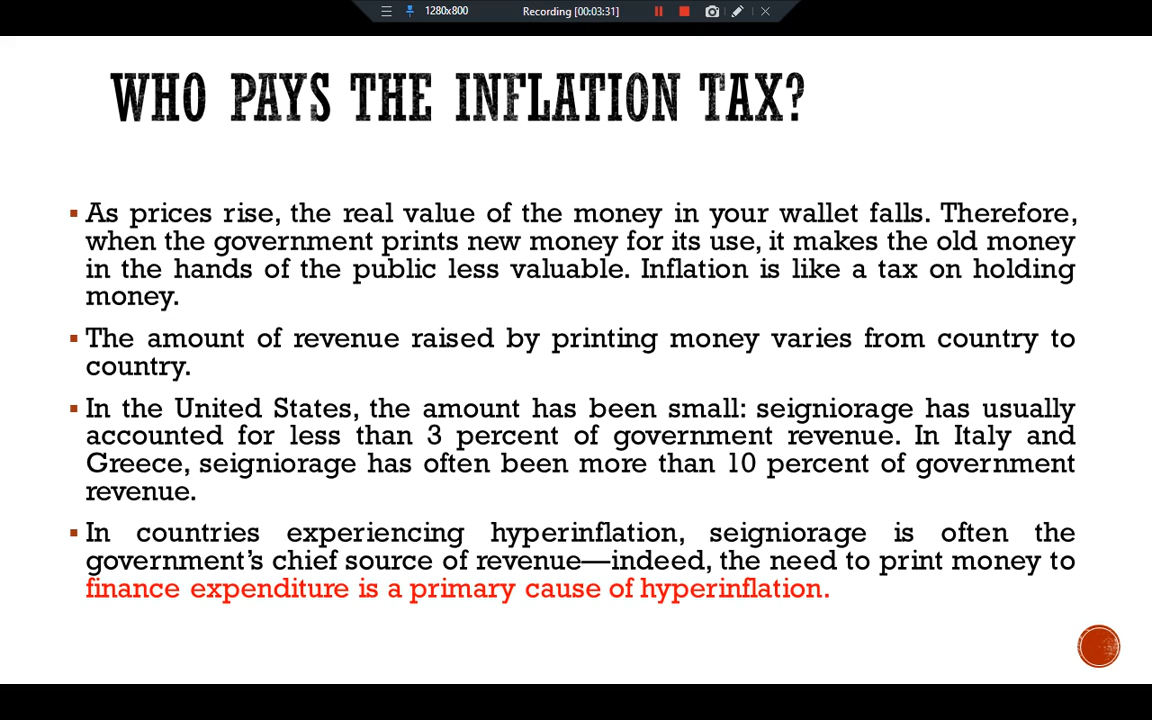 1280x800 Recording [00:03:31]
WHO PAYS THE INFLATION TAX?
▪ As prices rise, the real value of the money in your wallet falls. Therefore,
when the government prints new money for its use, it makes the old money
in the hands of the public less valuable. Inflation is like a tax on holding
money.
▪ The amount of revenue raised by printing money varies from country to
country.
▪ In the United States, the amount has been small: seigniorage has usually
accounted for less than 3 percent of government revenue. In Italy and
Greece, seigniorage has often been more than 10 percent of government
revenue.
▪ In countries experiencing hyperinflation, seigniorage is often the
government’s chief source of revenue—indeed, the need to print money to
finance expenditure is a primary cause of hyperinflation.